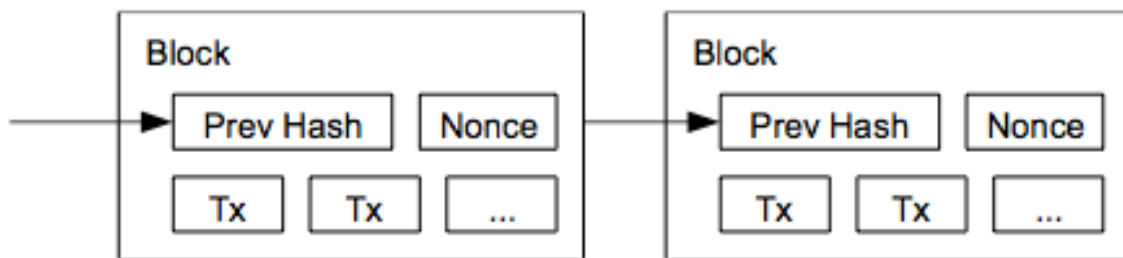 Block
Prev Hash Nonce
Tx Tx ...
Block
Prev Hash Nonce
Tx Tx ...